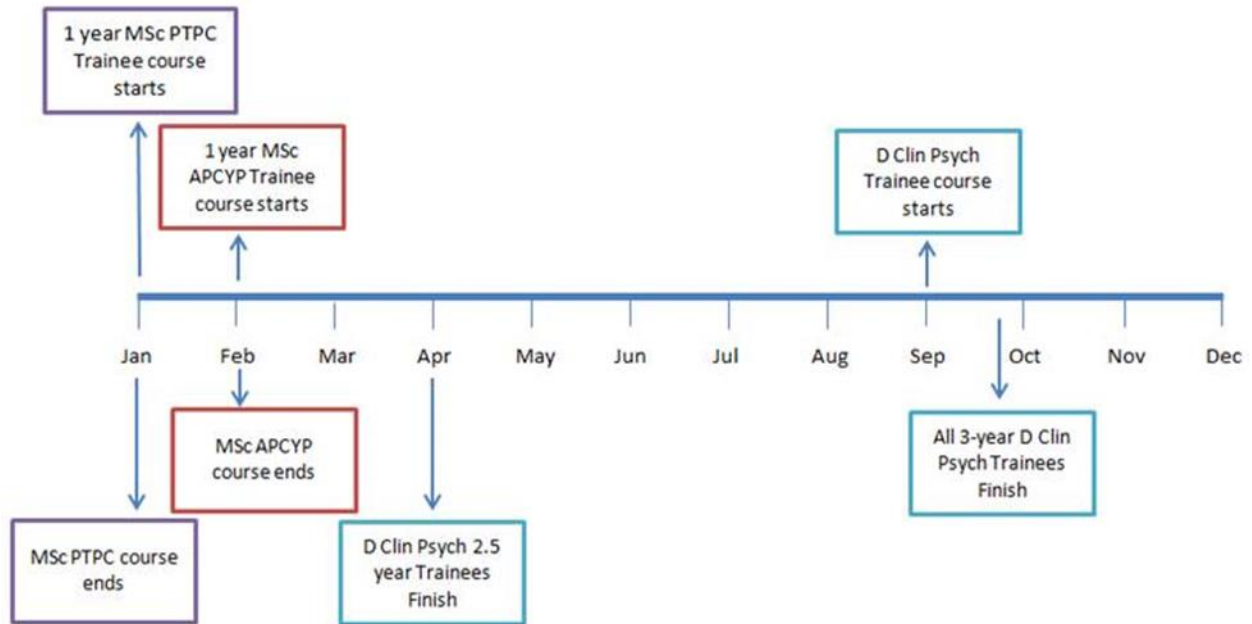 1 year MSc PTPC
Trainee course
starts
1 year MSc
APCYP Trainee
course starts
D Clin Psych
Trainee course
starts
Jan Feb Mar Apr May Jun Jul Aug Sep Oct Nov Dec
MSc APCYP
course ends
All 3-year D Clin
Psych Trainees
Finish
MSc PTPC course
ends
D Clin Psych 2.5
year Trainees
Finish